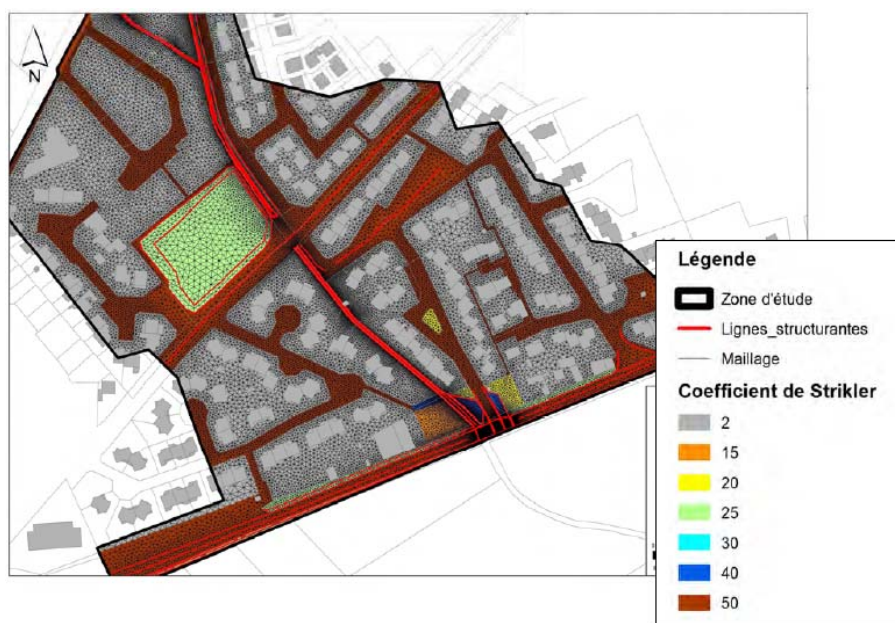 N
Légende
Zone d'étude
Lignes_structurantes
Maillage
Coefficient de Strikler
2
15
20
25
30
40
50